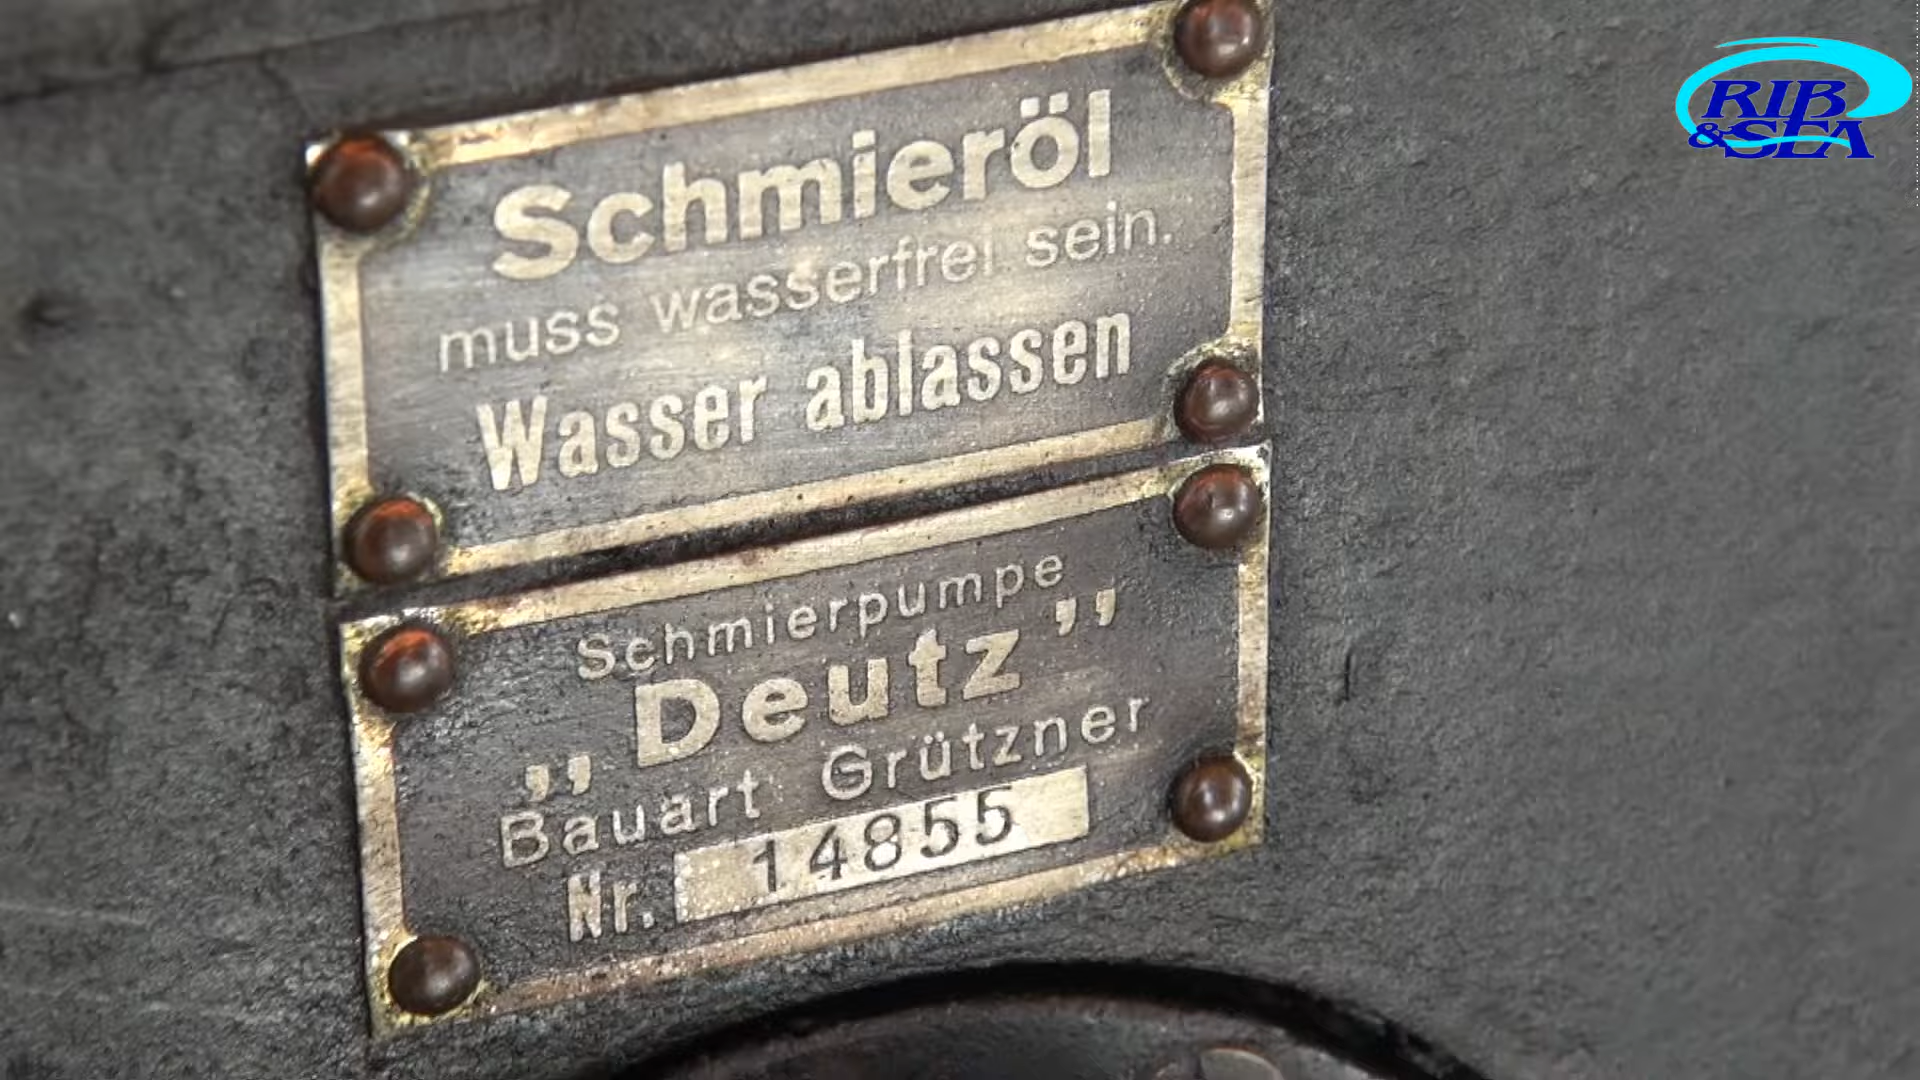 RIB
&SEA
Schmieröl
muss wasserfrei sein.
Wasser ablassen
Schmierpumpe
„Deutz”
Bauart Grützner
Nr. 14855